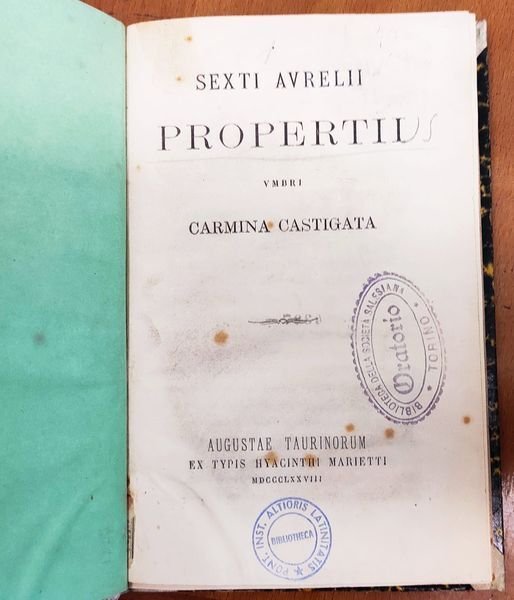 SEXTI AVRELII
PROPERTII
VMBRI
CARMINA CASTIGATA
BIBLIOTECA DELLA SOCIETÀ SALESIANA
Oratorio
* TORINO *
AUGUSTAE TAURINORUM
EX TYPIS HYACINTHI MARIETTI
MDCCCLXXVIII
PONT. INST. ALTIORIS LATINITATIS
BIBLIOTHECA